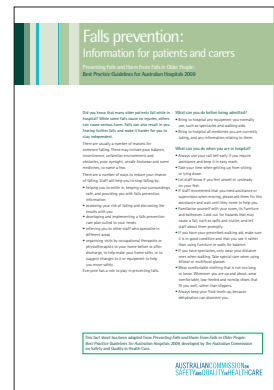 Falls prevention:
Information for patients and carers
Preventing Falls and Harm From Falls in Older People:
Best Practice Guidelines for Australian Hospitals 2009
Did you know that many older patients fall while in
hospital? While some falls cause no injuries, others
can cause serious harm. Falls can also result in you
fearing further falls and make it harder for you to
stay independent.
There are usually a number of reasons for
someone falling. These may include poor balance,
incontinence, unfamiliar environments and
obstacles, poor eyesight, unsafe footwear and some
medicines, to name a few.
There are a number of ways to reduce your chance
of falling. Staff will help you to stop falling by:
• helping you to settle in, keeping your surroundings
safe, and providing you with falls prevention
information
• assessing your risk of falling and discussing the
results with you
• developing and implementing a falls prevention
care plan suited to your needs
• referring you to other staff who specialise in
different areas
• organising visits by occupational therapists or
physiotherapists to your home before or after
discharge, to help make your home safer, or to
suggest changes to it or equipment to help
you move safely.
Everyone has a role to play in preventing falls.
What can you do before being admitted?
• Bring to hospital any equipment you normally
use, such as spectacles and walking aids.
• Bring to hospital all medicines you are currently
taking, and any information relating to them.
What can you do when you are in hospital?
• Always use your call bell early if you require
assistance and keep it in easy reach.
• Take your time when getting up from sitting
or lying down.
• Let staff know if you feel unwell or unsteady
on your feet.
• If staff recommend that you need assistance or
supervision when moving, please ask them for this
assistance and wait until they come to help you.
• Familiarise yourself with your room, its furniture
and bathroom. Look out for hazards that may
cause a fall, such as spills and clutter, and tell
staff about them promptly.
• If you have your prescribed walking aid, make sure
it is in good condition and that you use it rather
than using furniture or walls for balance.
• If you have spectacles, only wear your distance
ones when walking. Take special care when using
bifocal or multifocal glasses.
• Wear comfortable clothing that is not too long
or loose. Whenever you are up and about, wear
comfortable, low-heeled and nonslip shoes that
fit you well, rather than slippers.
• Always keep your fluid levels up, because
dehydration can disorient you.
This fact sheet has been adapted from Preventing Falls and Harm From Falls in Older People:
Best Practice Guidelines for Australian Hospitals 2009, developed by the Australian Commission
on Safety and Quality in Health Care.
AUSTRALIANCOMMISSIONON
SAFETYANDQUALITYINHEALTHCARE